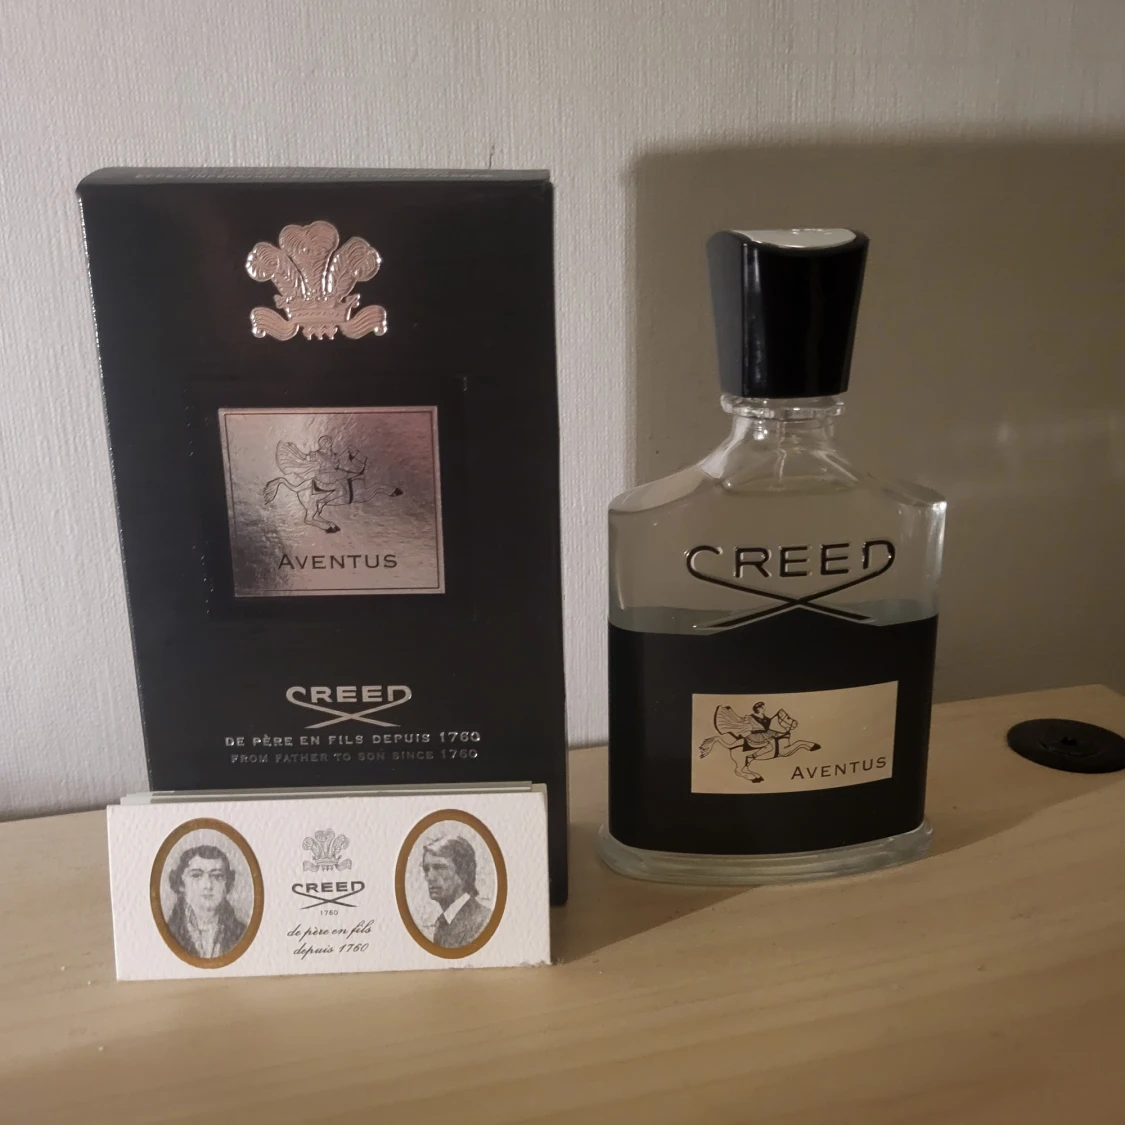 AVENTUS
CREED
DE PÈRE EN FILS DEPUIS 1760
FROM FATHER TO SON SINCE 1760
CREED
1760
de père en fils
depuis 1760
CREED
AVENTUS